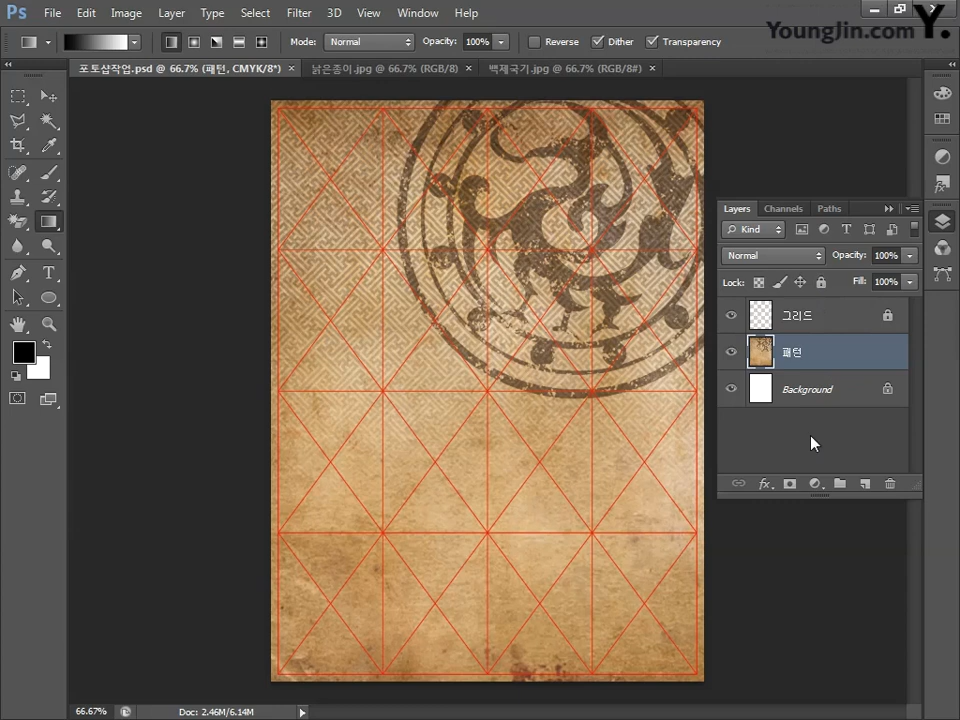 Ps File Edit Image Layer Type Select Filter 3D View Window Help
Mode: Normal Opacity: 100% Reverse Dither Transparency
YoungJin.com Y.
포토샵작업.psd @ 66.7% (패턴, CMYK/8*) × 낡은종이.jpg @ 66.7% (RGB/8) × 백제국기.jpg @ 66.7% (RGB/8#) ×
Layers Channels Paths
Kind
Normal Opacity: 100%
Lock: Fill: 100%
그리드
패턴
Background
fx
66.67% Doc: 2.46M/6.14M